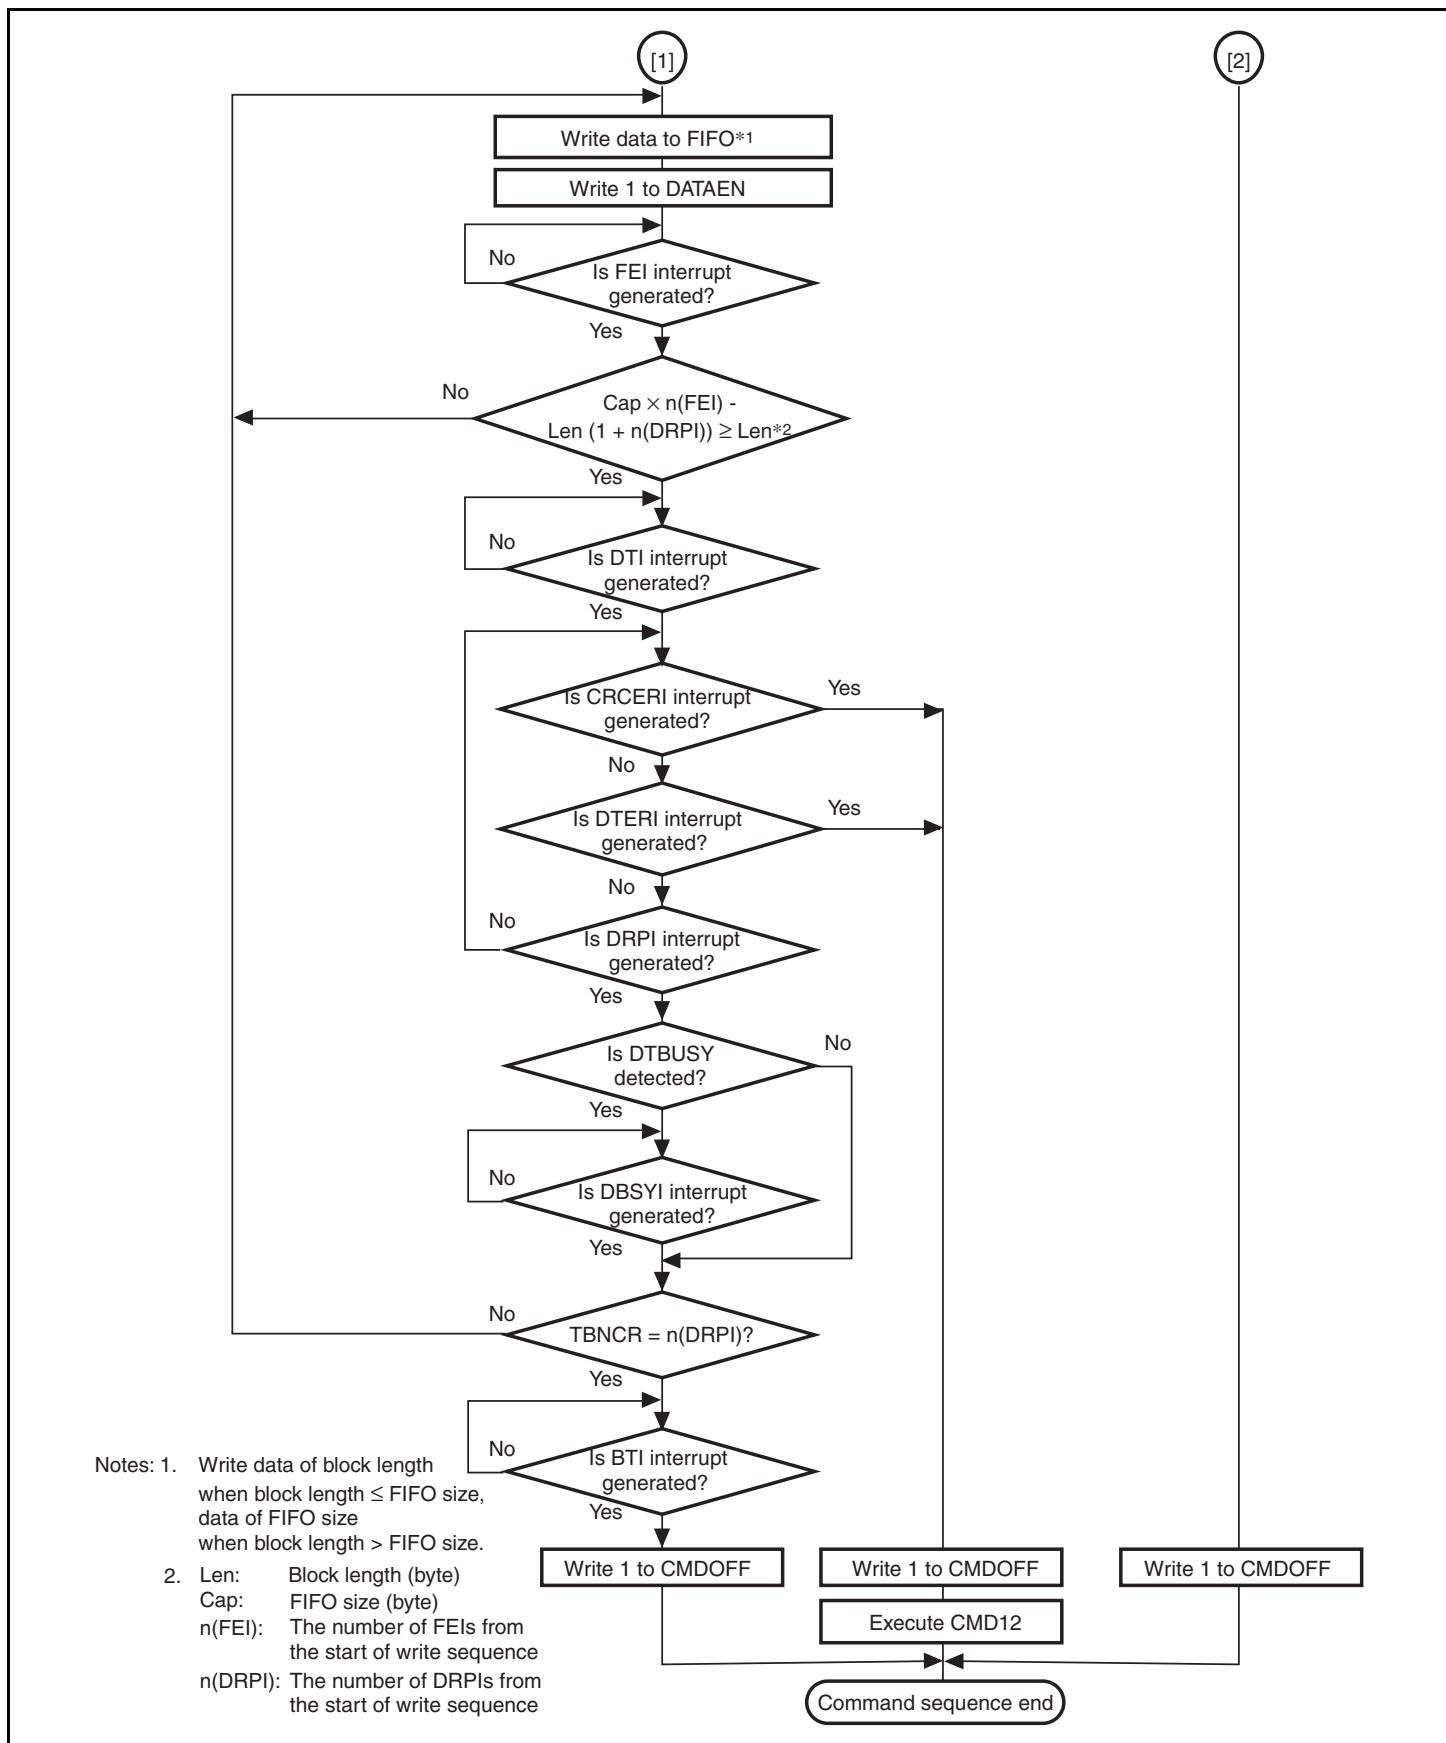 [1]
[2]
Write data to FIFO*1
Write 1 to DATAEN
No
Is FEI interrupt
generated?
Yes
No
Cap × n(FEI) -
Len (1 + n(DRPI)) ≥ Len*2
Yes
No
Is DTI interrupt
generated?
Yes
Is CRCERI interrupt
generated?
Yes
No
Is DTERI interrupt
generated?
Yes
No
No
Is DRPI interrupt
generated?
Yes
Is DTBUSY
detected?
No
Yes
No
Is DBSYI interrupt
generated?
Yes
No
TBNCR = n(DRPI)?
Yes
No
Is BTI interrupt
generated?
Yes
Write 1 to CMDOFF
Write 1 to CMDOFF
Write 1 to CMDOFF
Execute CMD12
Command sequence end
Notes: 1. Write data of block length
when block length ≤ FIFO size,
data of FIFO size
when block length > FIFO size.
2. Len: Block length (byte)
Cap: FIFO size (byte)
n(FEI): The number of FEIs from
the start of write sequence
n(DRPI): The number of DRPIs from
the start of write sequence